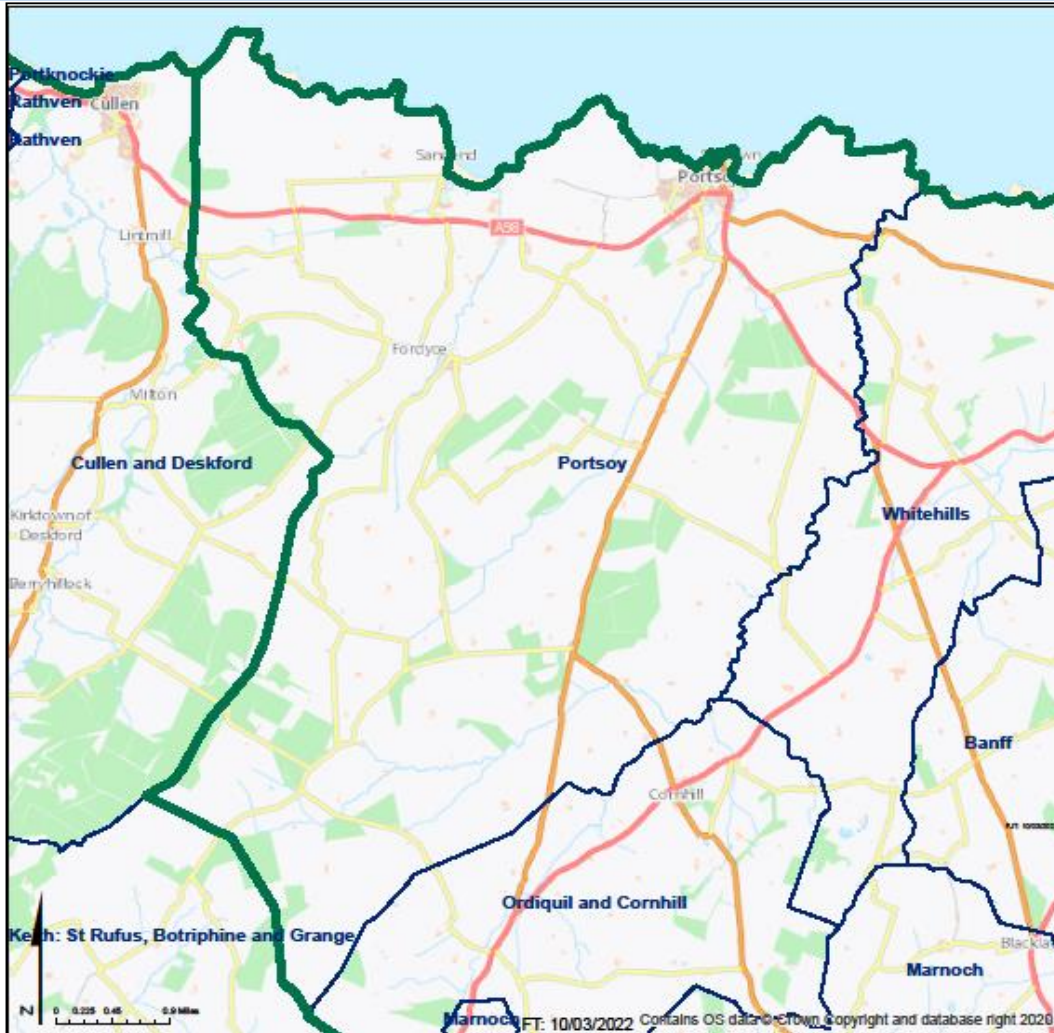 Portknockie
Rathven
Cullen
Rathven
Portsoy
A98
Lintmill
Fordyce
Milton
Cullen and Deskford
Portsoy
Kirktown of
Deskford
Whitehills
Berryhillock
Banff
Cornhill
Ordiquil and Cornhill
Keith: St Rufus, Botriphine and Grange
Marnoch
N
0 0.225 0.45 0.9 Miles
Marnoch
FT: 10/03/2022 Contains OS data © Crown Copyright and database right 2020